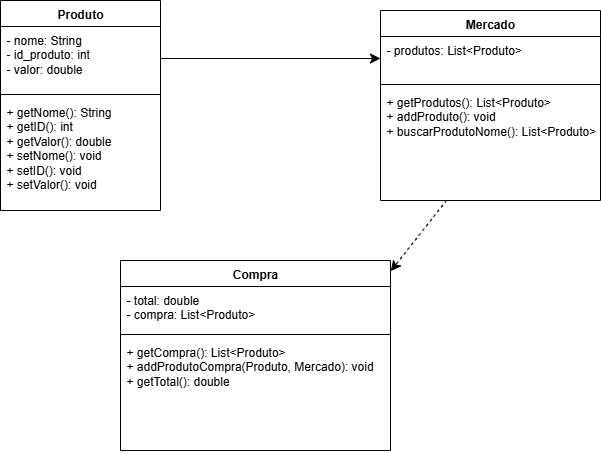 Produto
- nome: String
- id_produto: int
- valor: double
+ getNome(): String
+ getID(): int
+ getValor(): double
+ setNome(): void
+ setID(): void
+ setValor(): void
Mercado
- produtos: List<Produto>
+ getProdutos(): List<Produto>
+ addProduto(): void
+ buscarProdutoNome(): List<Produto>
Compra
- total: double
- compra: List<Produto>
+ getCompra(): List<Produto>
+ addProdutoCompra(Produto, Mercado): void
+ getTotal(): double